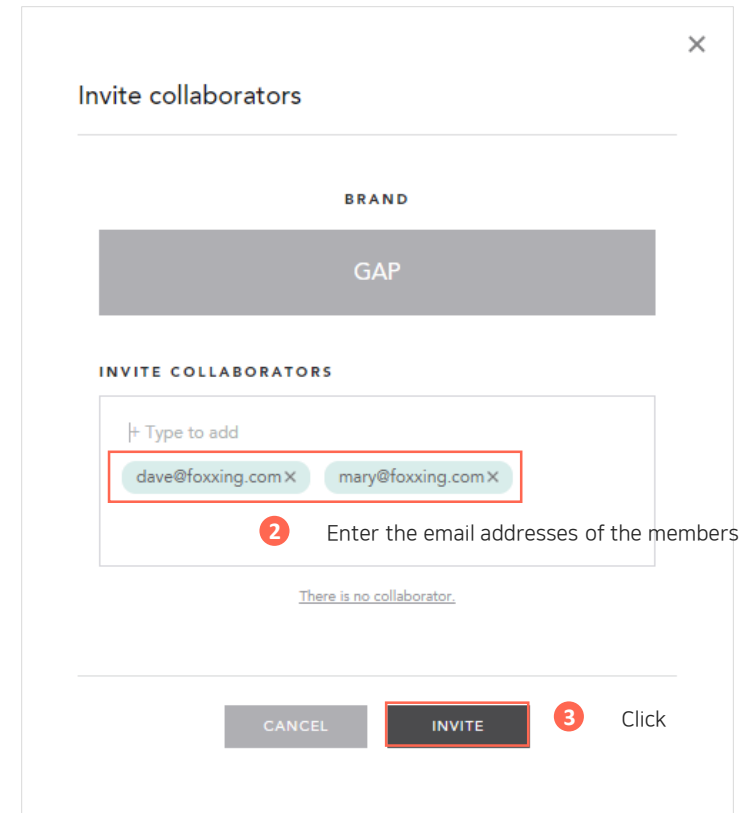 ×
Invite collaborators
BRAND
GAP
INVITE COLLABORATORS
+ Type to add
dave@foxxing.com× mary@foxxing.com×
2 Enter the email addresses of the members
There is no collaborator.
CANCEL INVITE 3 Click